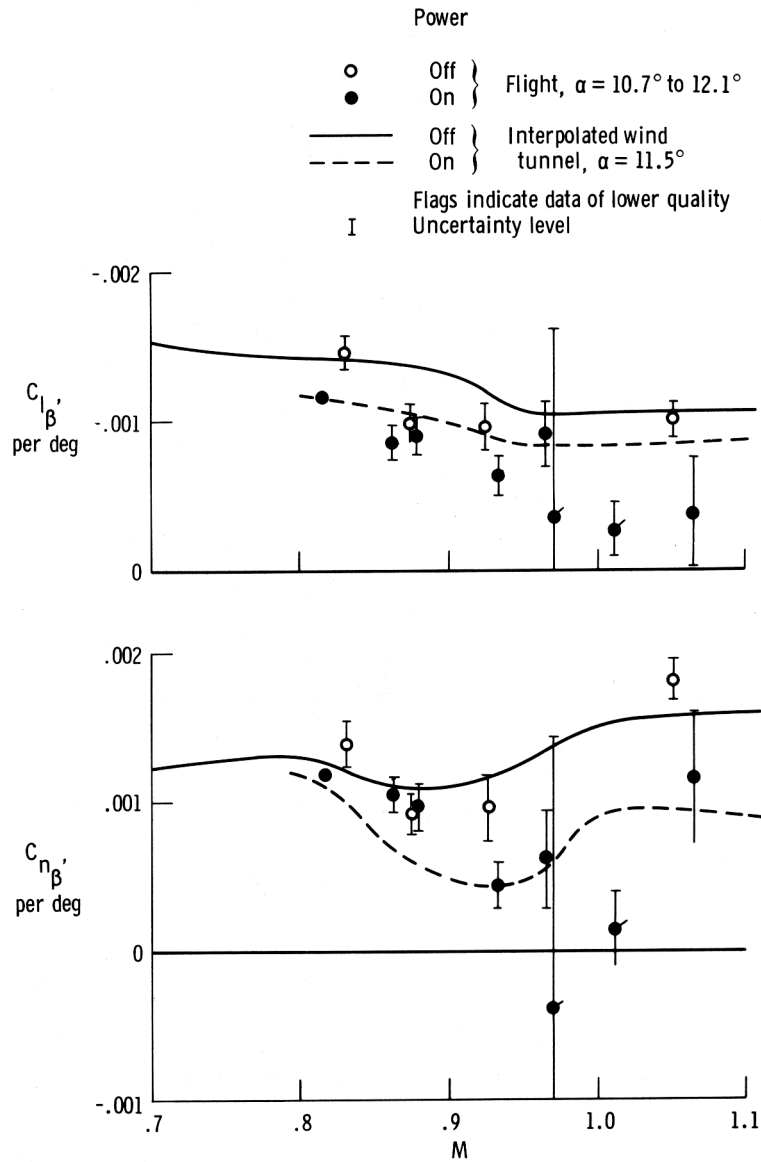 Power
Off
On
Flight, α = 10.7° to 12.1°
Off
On
Interpolated wind
tunnel, α = 11.5°
Flags indicate data of lower quality
Uncertainty level
-.002
-.001
0
C_lβ,
per deg
.002
.001
0
-.001
C_nβ,
per deg
.7 .8 .9 1.0 1.1
M